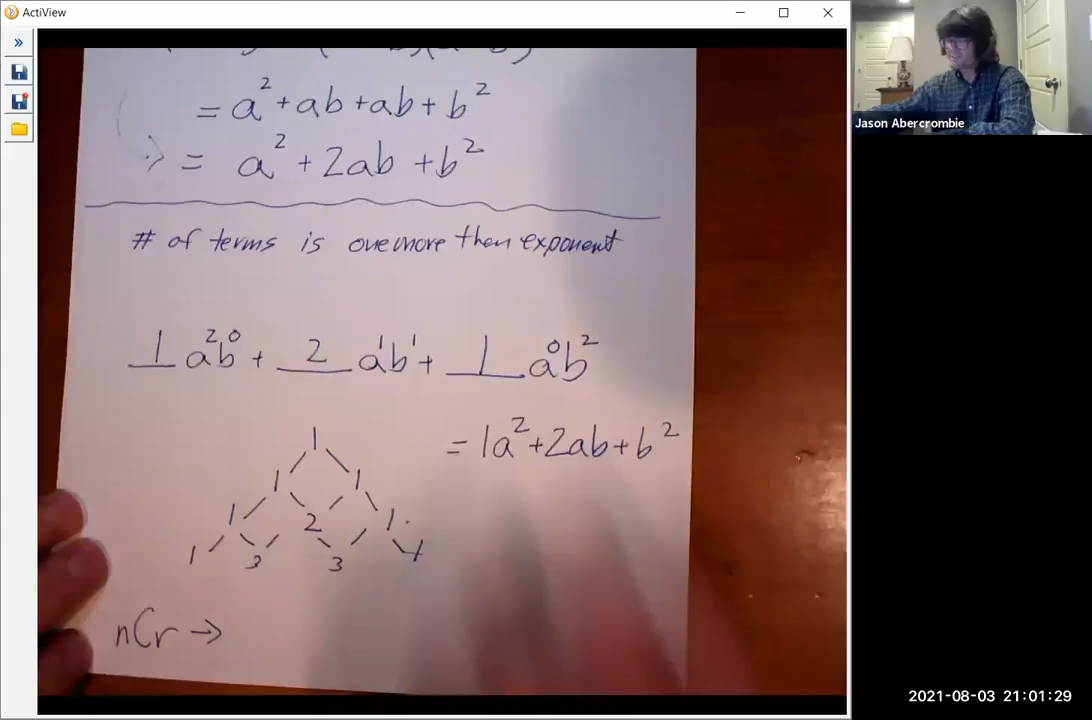 ActiView
= a² + ab + ab + b²
= a² + 2ab + b²
# of terms is one more then exponent
1 a²b⁰ + 2 a¹b¹ + 1 a⁰b²
= 1a² + 2ab + b²
1
1 1
1 2 1
1 3 3 1
nCr →
Jason Abercrombie
2021-08-03 21:01:29